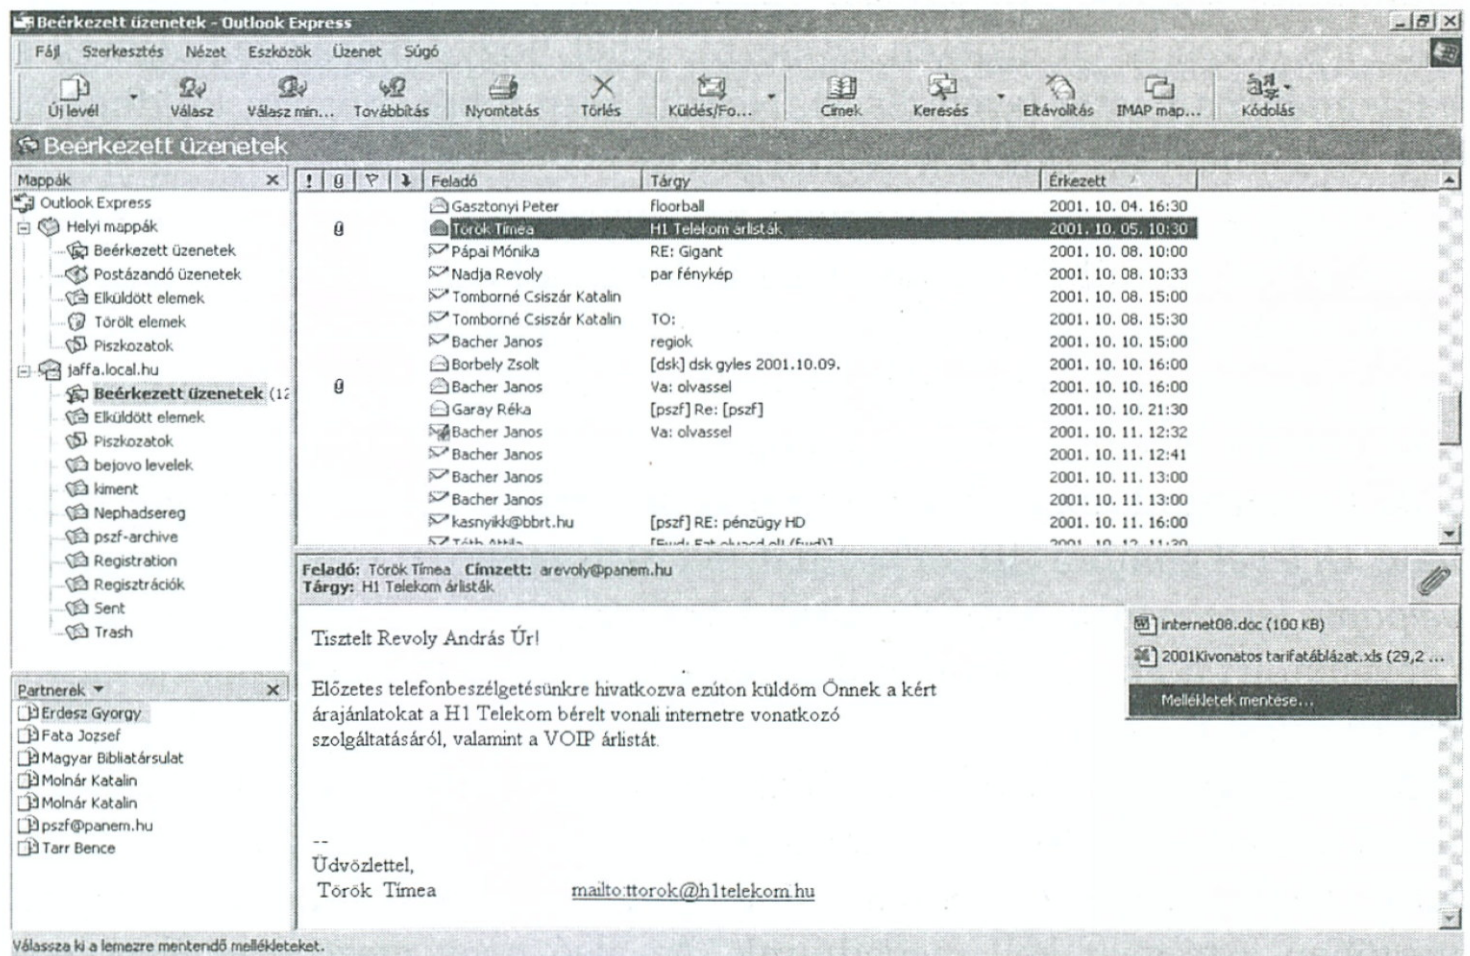 Beérkezett üzenetek - Outlook Express
Fájl Szerkesztés Nézet Eszközök Üzenet Súgó
Új levél Válasz Válasz min... Továbbítás Nyomtatás Törlés Küldés/Fo... Címek Keresés Eltávolítás IMAP map... Kódolás
Beérkezett üzenetek
Mappák
Outlook Express
Helyi mappák
Beérkezett üzenetek
Postázandó üzenetek
Elküldött elemek
Törölt elemek
Piszkozatok
jaffa.local.hu
Beérkezett üzenetek (12
Elküldött elemek
Piszkozatok
bejovo levelek
kiment
Nephadsereg
pszf-archive
Registration
Regisztrációk
Sent
Trash
Partnerek
Erdesz Gyorgy
Fata Jozsef
Magyar Bibliatársulat
Molnár Katalin
Molnár Katalin
pszf@panem.hu
Tarr Bence
! Feladó Tárgy Érkezett
Gasztonyi Peter floorball 2001. 10. 04. 16:30
Török Tímea H1 Telekom árlisták 2001. 10. 05. 10:30
Pápai Mónika RE: Gigant 2001. 10. 08. 10:00
Nadja Revoly par fénykép 2001. 10. 08. 10:33
Tomborné Csiszár Katalin 2001. 10. 08. 15:00
Tomborné Csiszár Katalin TO: 2001. 10. 08. 15:30
Bacher Janos regiok 2001. 10. 10. 15:00
Borbely Zsolt [dsk] dsk gyles 2001.10.09. 2001. 10. 10. 16:00
Bacher Janos Va: olvassel 2001. 10. 10. 16:00
Garay Réka [pszf] Re: [pszf] 2001. 10. 10. 21:30
Bacher Janos Va: olvassel 2001. 10. 11. 12:32
Bacher Janos 2001. 10. 11. 12:41
Bacher Janos 2001. 10. 11. 13:00
Bacher Janos 2001. 10. 11. 13:00
kasnyikk@bbrt.hu [pszf] RE: pénzügy HD 2001. 10. 11. 16:00
Tóth Attila [Fwd: Ezt olvasd el! (fwd)] 2001. 10. 12. 11:30
Feladó: Török Tímea Címzett: arevoly@panem.hu
Tárgy: H1 Telekom árlisták
internet08.doc (100 KB)
2001Kivonatos tarifatáblázat.xls (29,2 ...
Mellékletek mentése...
Tisztelt Revoly András Úr!
Előzetes telefonbeszélgetésünkre hivatkozva ezúton küldöm Önnek a kért
árajánlatokat a H1 Telekom bérelt vonali internetre vonatkozó
szolgáltatásáról, valamint a VOIP árlistát.
--
Üdvözlettel,
Török Tímea mailto:ttorok@h1telekom.hu
Válassza ki a lemezre mentendő mellékleteket.